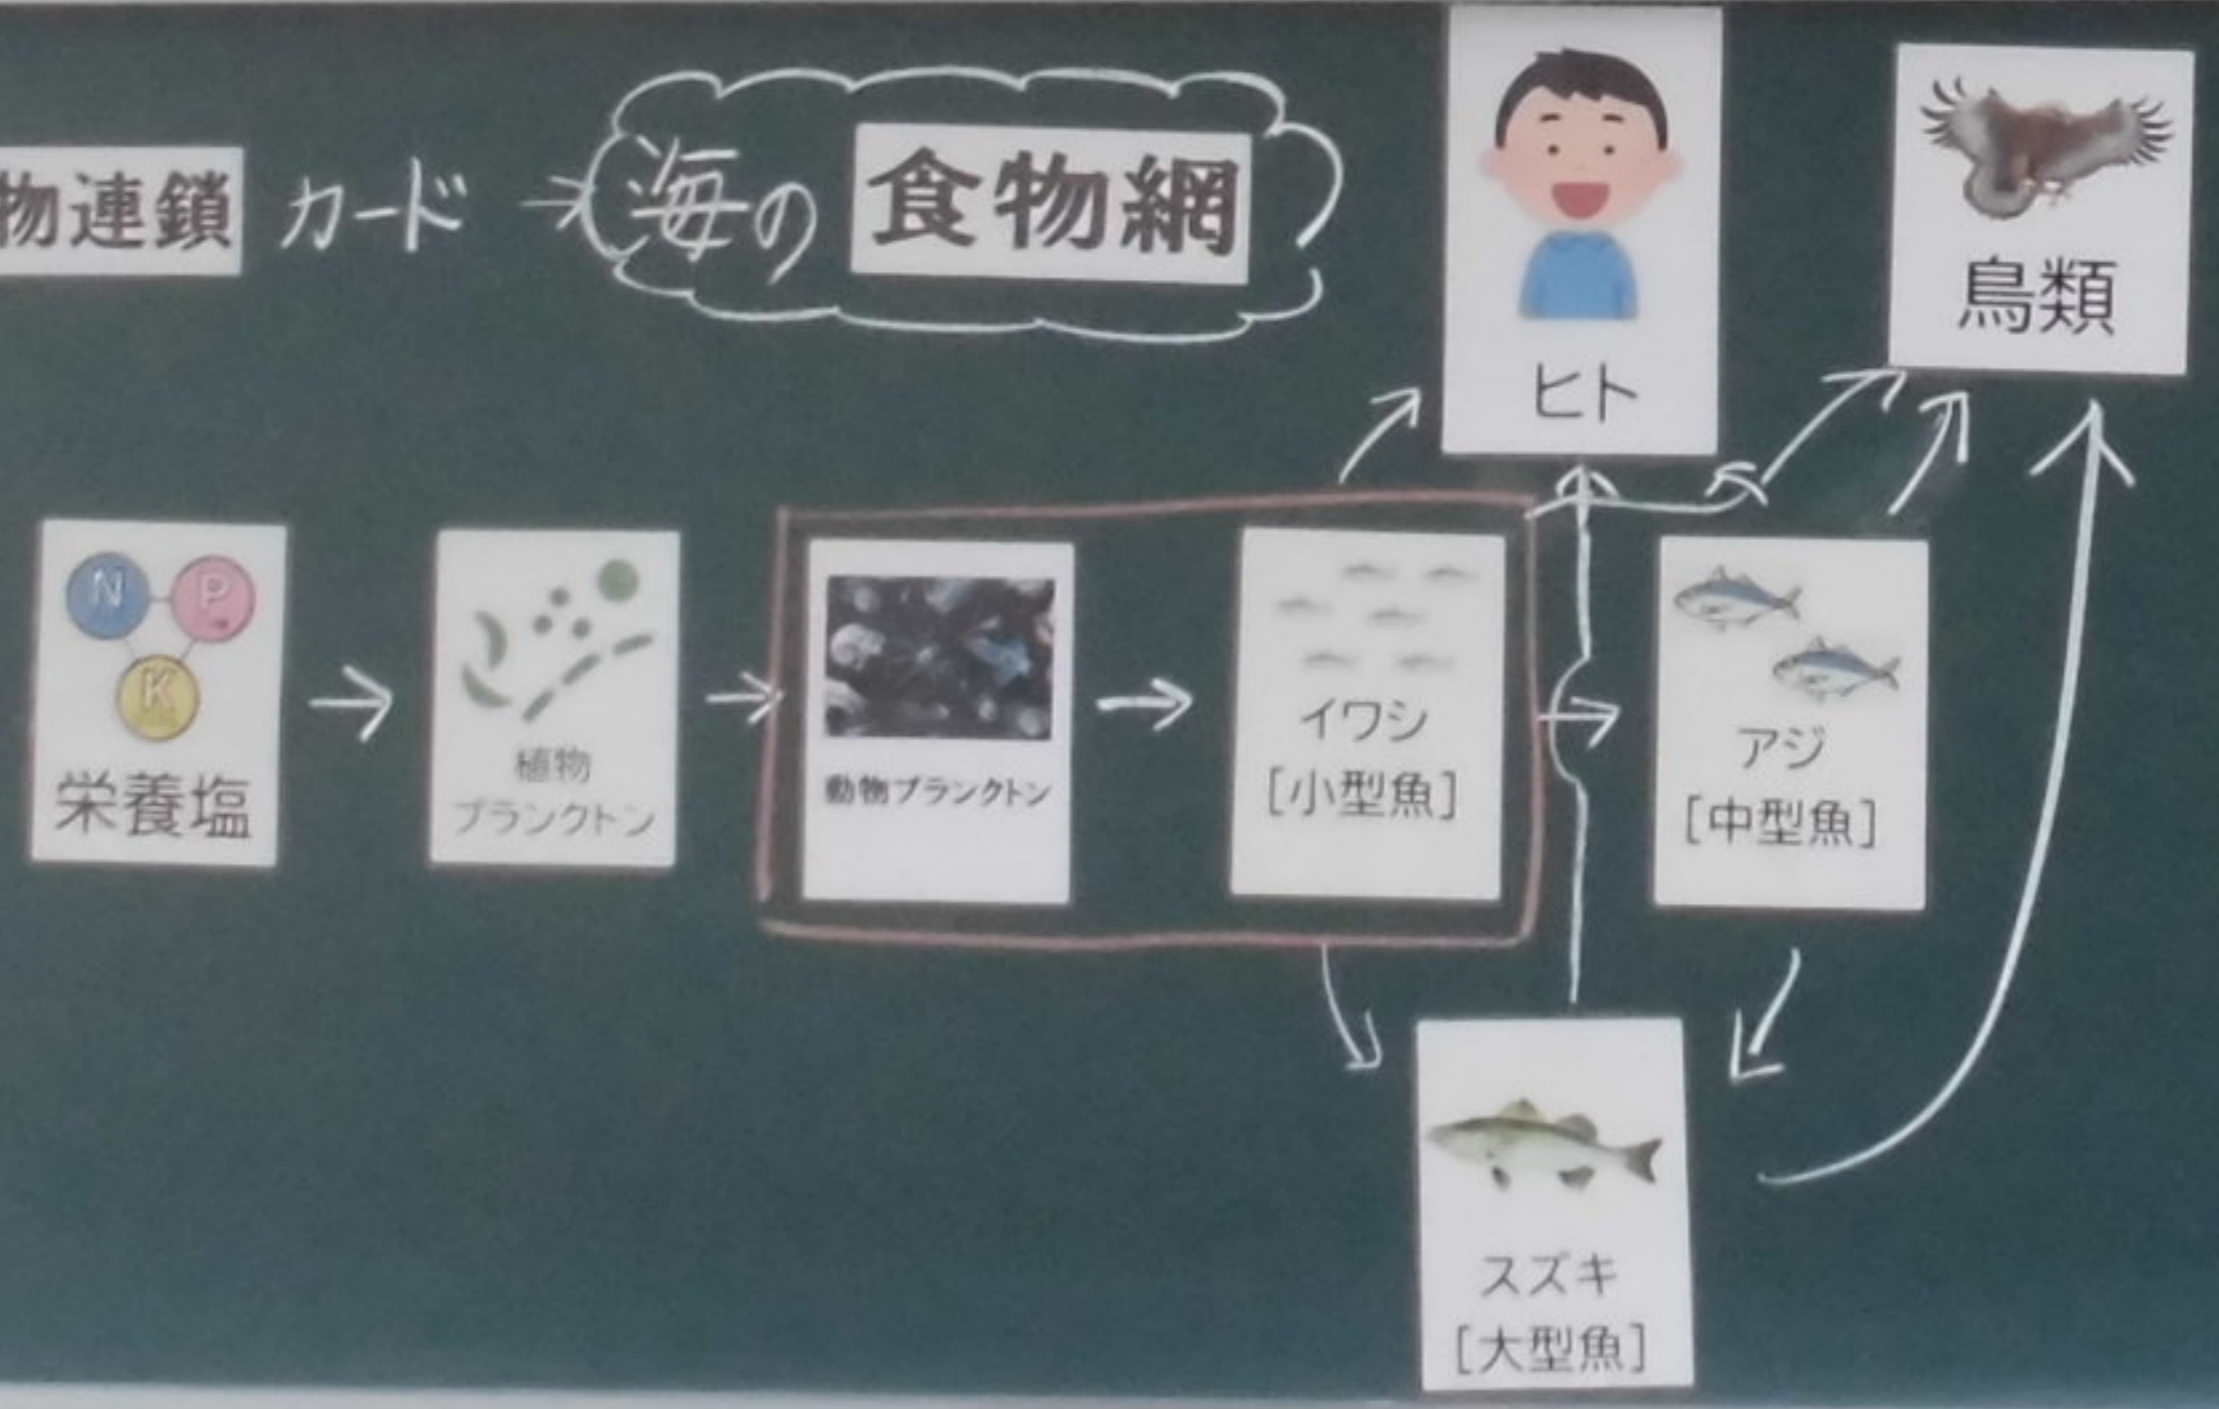 物連鎖 カード → 海の 食物網
ヒト
鳥類
N P
K
栄養塩
植物
プランクトン
動物プランクトン
イワシ
[小型魚]
アジ
[中型魚]
スズキ
[大型魚]